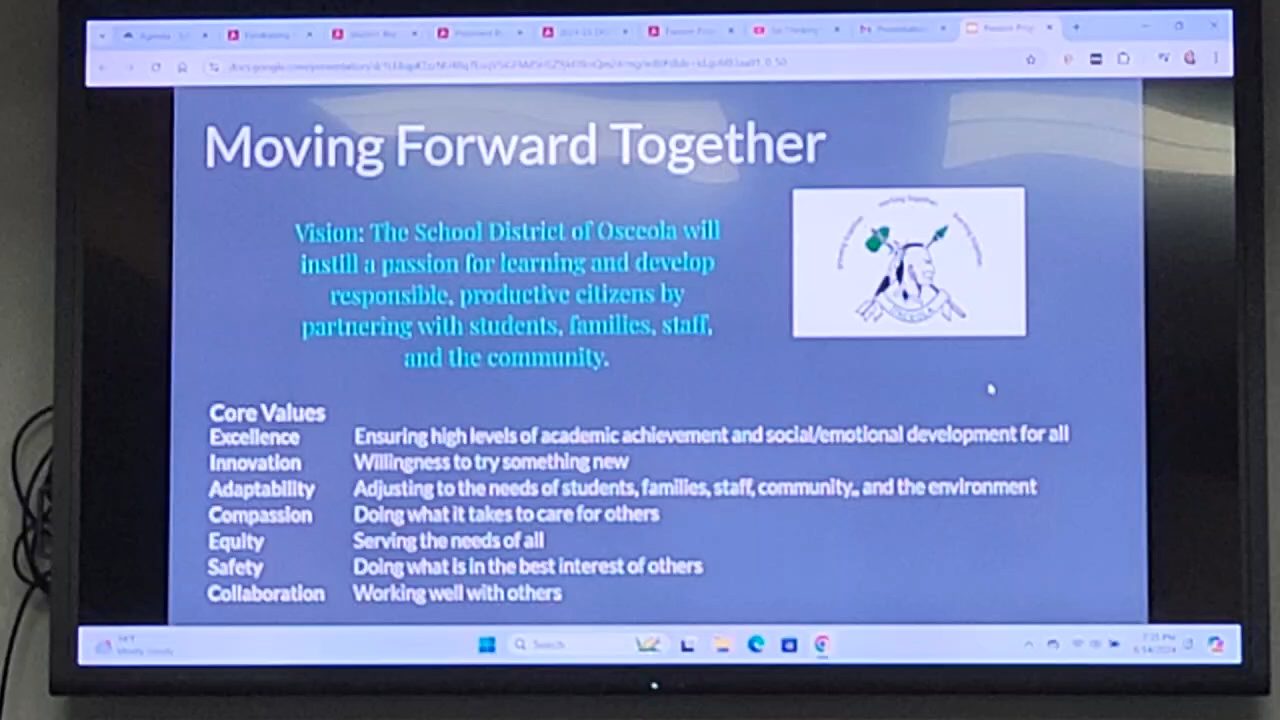 Moving Forward Together
Vision: The School District of Osceola will
instill a passion for learning and develop
responsible, productive citizens by
partnering with students, families, staff,
and the community.
Working Together
OSCEOLA
Core Values
Excellence Ensuring high levels of academic achievement and social/emotional development for all
Innovation Willingness to try something new
Adaptability Adjusting to the needs of students, families, staff, community,, and the environment
Compassion Doing what it takes to care for others
Equity Serving the needs of all
Safety Doing what is in the best interest of others
Collaboration Working well with others
Search